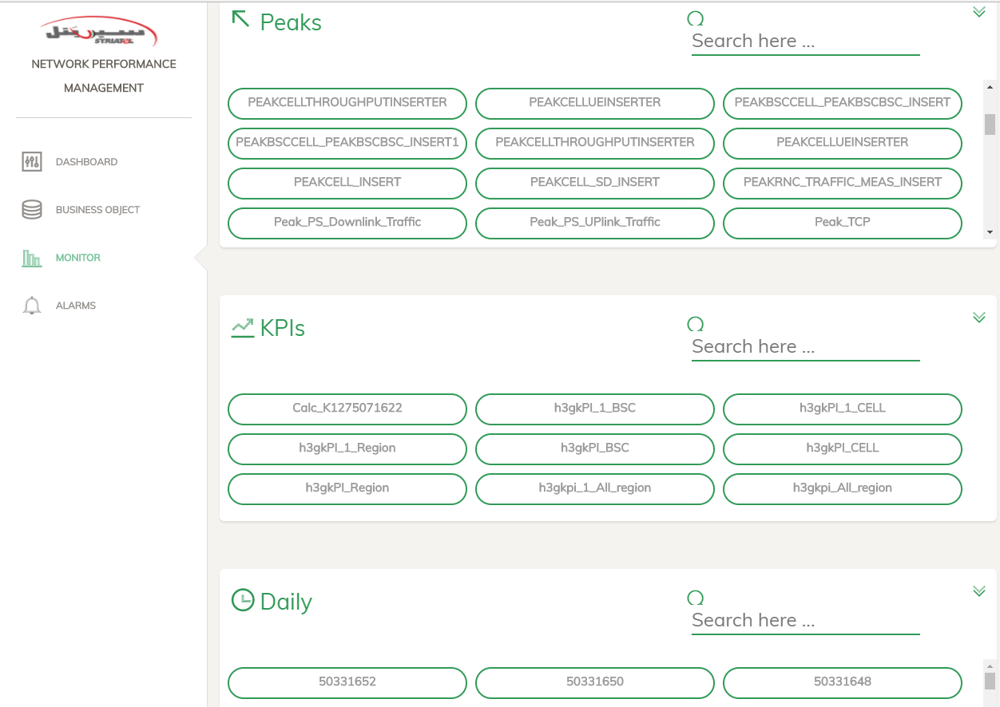 سيريتل
SYRIATEL
NETWORK PERFORMANCE
MANAGEMENT
DASHBOARD
BUSINESS OBJECT
MONITOR
ALARMS
Peaks
Search here ...
PEAKCELLTHROUGHPUTINSERTER
PEAKCELLUEINSERTER
PEAKBSCCELL_PEAKBSCBSC_INSERT
PEAKBSCCELL_PEAKBSCBSC_INSERT1
PEAKCELLTHROUGHPUTINSERTER
PEAKCELLUEINSERTER
PEAKCELL_INSERT
PEAKCELL_SD_INSERT
PEAKRNC_TRAFFIC_MEAS_INSERT
Peak_PS_Downlink_Traffic
Peak_PS_UPlink_Traffic
Peak_TCP
KPIs
Search here ...
Calc_K1275071622
h3gkPI_1_BSC
h3gkPI_1_CELL
h3gkPI_1_Region
h3gkPI_BSC
h3gkPI_CELL
h3gkPI_Region
h3gkpi_1_All_region
h3gkpi_All_region
Daily
Search here ...
50331652
50331650
50331648